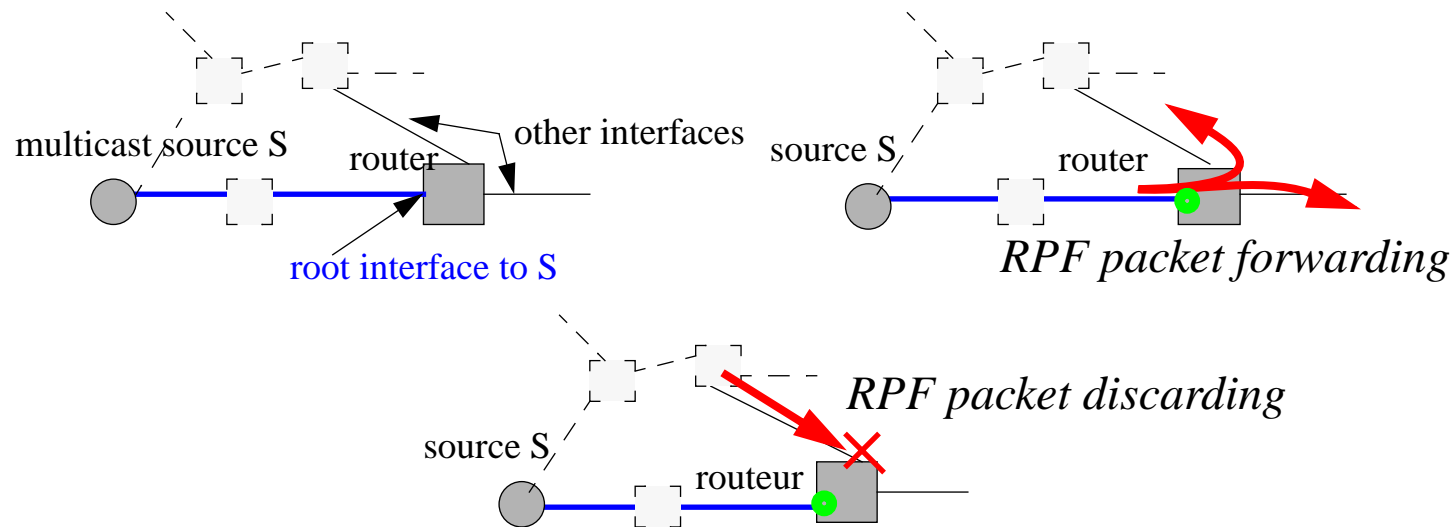 multicast source S
router
other interfaces
root interface to S
source S
router
RPF packet forwarding
RPF packet discarding
source S
routeur